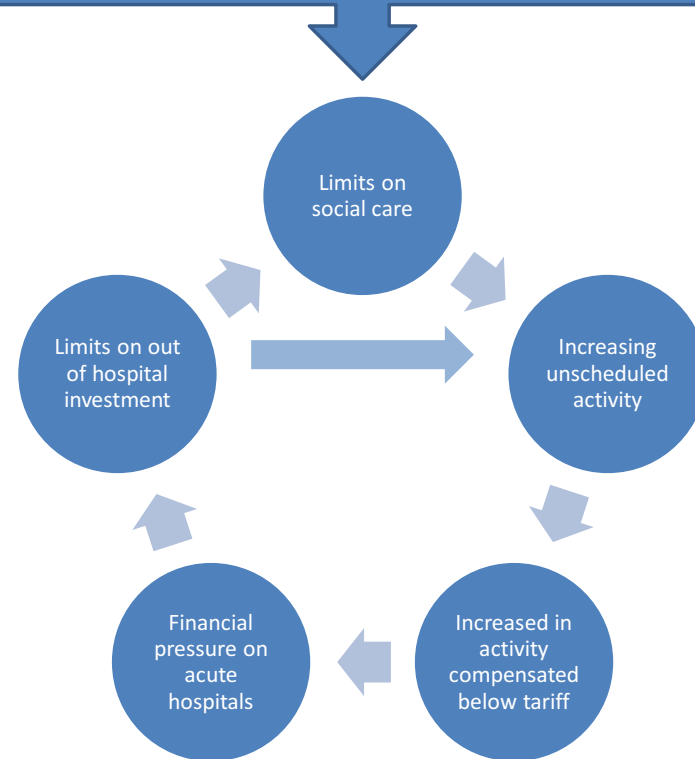 Limits on
social care
Limits on out
of hospital
investment
Increasing
unscheduled
activity
Financial
pressure on
acute
hospitals
Increased in
activity
compensated
below tariff